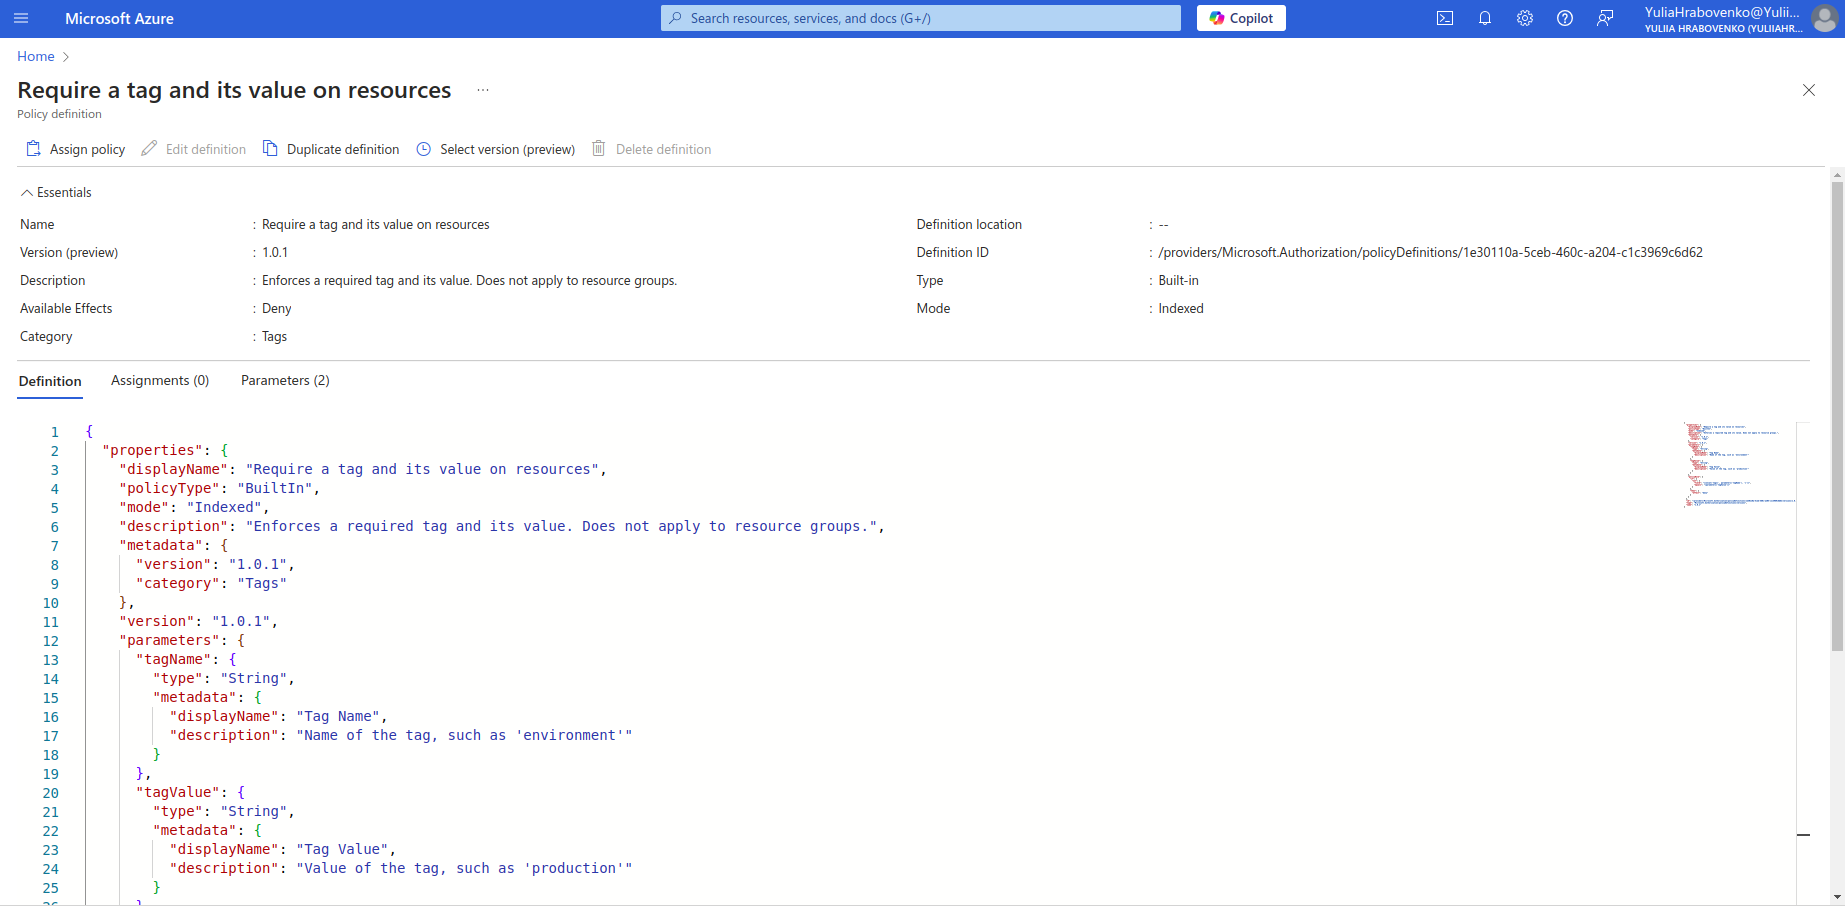 Microsoft Azure
Search resources, services, and docs (G+/)
Copilot
YuliaHrabovenko@Yulii...
YULIIA HRABOVENKO (YULIIAHR...
Home
Require a tag and its value on resources
...
Policy definition
Assign policy
Edit definition
Duplicate definition
Select version (preview)
Delete definition
Essentials
Name : Require a tag and its value on resources
Definition location : --
Version (preview) : 1.0.1
Definition ID : /providers/Microsoft.Authorization/policyDefinitions/1e30110a-5ceb-460c-a204-c1c3969c6d62
Description : Enforces a required tag and its value. Does not apply to resource groups.
Type : Built-in
Available Effects : Deny
Mode : Indexed
Category : Tags
Definition
Assignments (0)
Parameters (2)
1 {
2 "properties": {
3 "displayName": "Require a tag and its value on resources",
4 "policyType": "BuiltIn",
5 "mode": "Indexed",
6 "description": "Enforces a required tag and its value. Does not apply to resource groups.",
7 "metadata": {
8 "version": "1.0.1",
9 "category": "Tags"
10 },
11 "version": "1.0.1",
12 "parameters": {
13 "tagName": {
14 "type": "String",
15 "metadata": {
16 "displayName": "Tag Name",
17 "description": "Name of the tag, such as 'environment'"
18 }
19 },
20 "tagValue": {
21 "type": "String",
22 "metadata": {
23 "displayName": "Tag Value",
24 "description": "Value of the tag, such as 'production'"
25 }